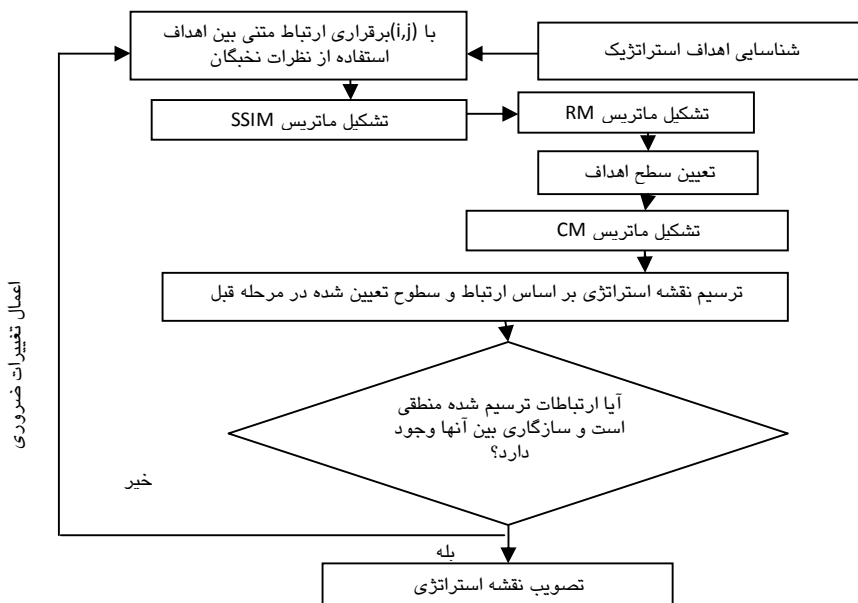 شناسایی اهداف استراتژیک
برقراری ارتباط متنی بین اهداف(i,j) با
استفاده از نظرات نخبگان
تشکیل ماتریس SSIM
تشکیل ماتریس RM
تعیین سطح اهداف
تشکیل ماتریس CM
ترسیم نقشه استراتژی بر اساس ارتباط و سطوح تعیین شده در مرحله قبل
آیا ارتباطات ترسیم شده منطقی
است و سازگاری بین آنها وجود
دارد؟
خیر
اعمال تغییرات ضروری
بله
تصویب نقشه استراتژی